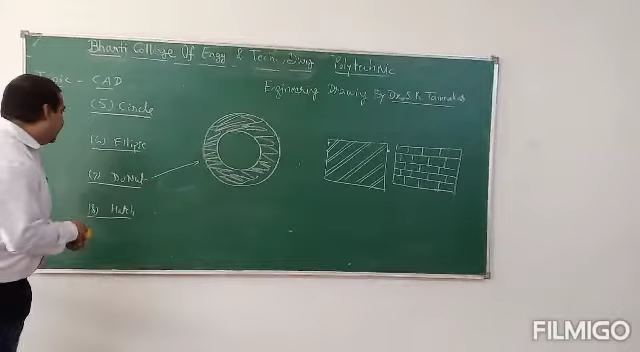 Bharti College Of Engg & Tech., Durg Polytechnic
Topic - CAD
Engineering Drawing By Dr. S. K. Tamrakar
(5) Circle
(6) Ellipse
(7) DoNut
(8) Hatch
FILMIGO